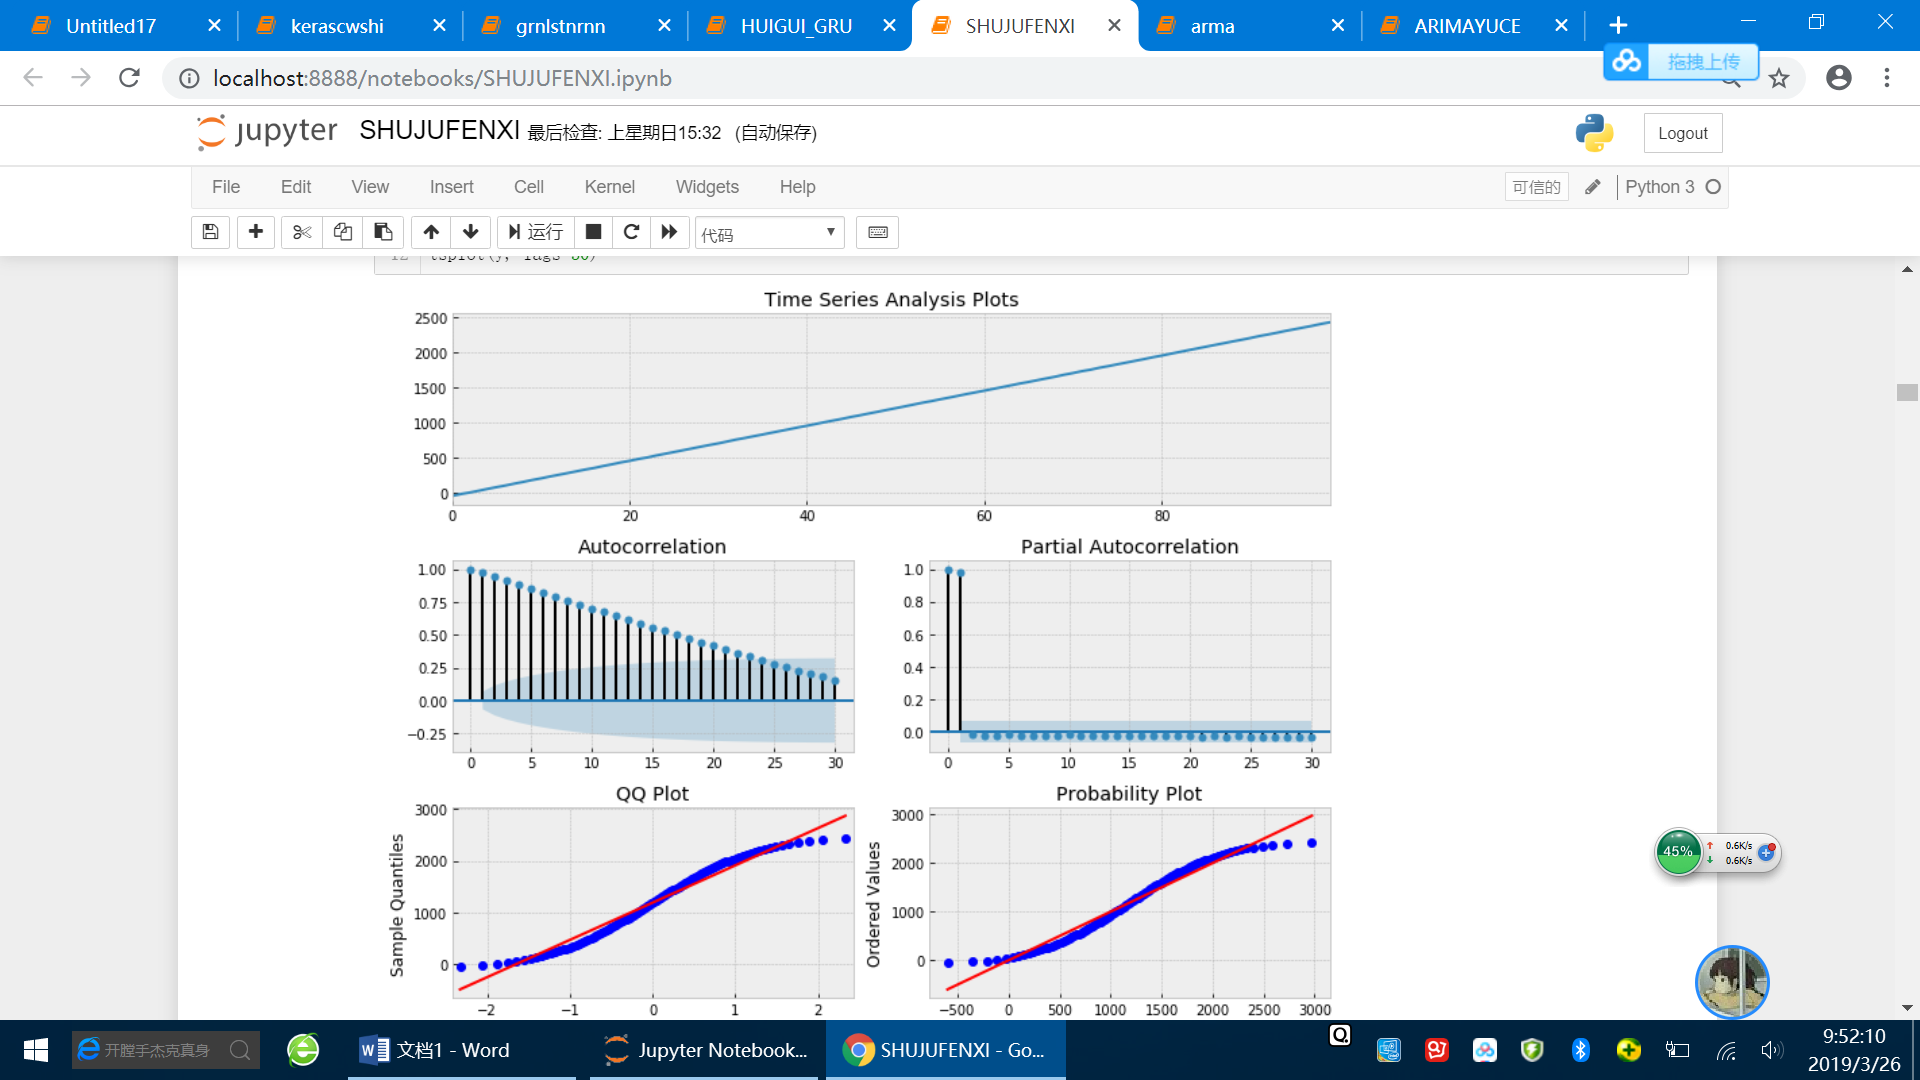 Untitled17
kerascwshi
grnlstnrnn
HUIGUI_GRU
SHUJUFENXI
arma
ARIMAYUCE
localhost:8888/notebooks/SHUJUFENXI.ipynb
拖拽上传
jupyter SHUJUFENXI 最后检查: 上星期日15:32 (自动保存)
Logout
File Edit View Insert Cell Kernel Widgets Help
可信的
Python 3
运行
代码
Time Series Analysis Plots
2500
2000
1500
1000
500
0
0 20 40 60 80
Autocorrelation
1.00
0.75
0.50
0.25
0.00
−0.25
0 5 10 15 20 25 30
Partial Autocorrelation
1.0
0.8
0.6
0.4
0.2
0.0
0 5 10 15 20 25 30
QQ Plot
Sample Quantiles
3000
2000
1000
0
−2 −1 0 1 2
Probability Plot
Ordered Values
3000
2000
1000
0
−500 0 500 1000 1500 2000 2500 3000
45%
0.6K/s
0.6K/s
开膛手杰克真身
文档1 - Word
Jupyter Notebook...
SHUJUFENXI - Go...
9:52:10
2019/3/26